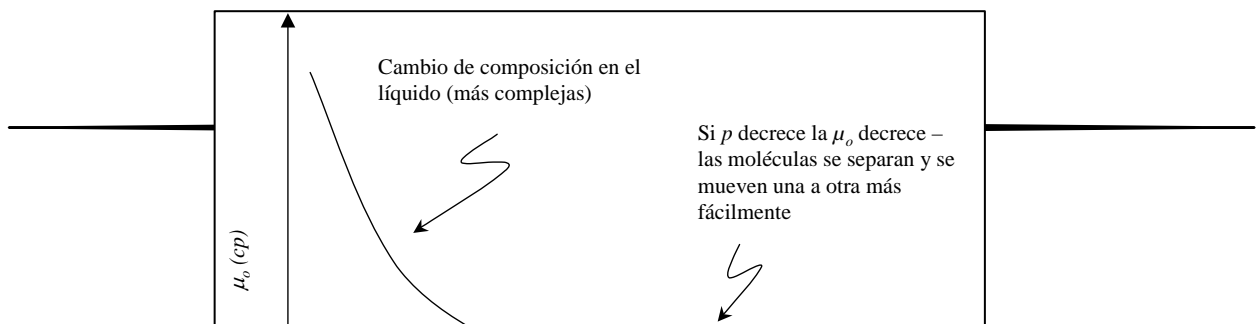 Cambio de composición en el
líquido (más complejas)
Si p decrece la μo decrece –
las moléculas se separan y se
mueven una a otra más
fácilmente
μo (cp)